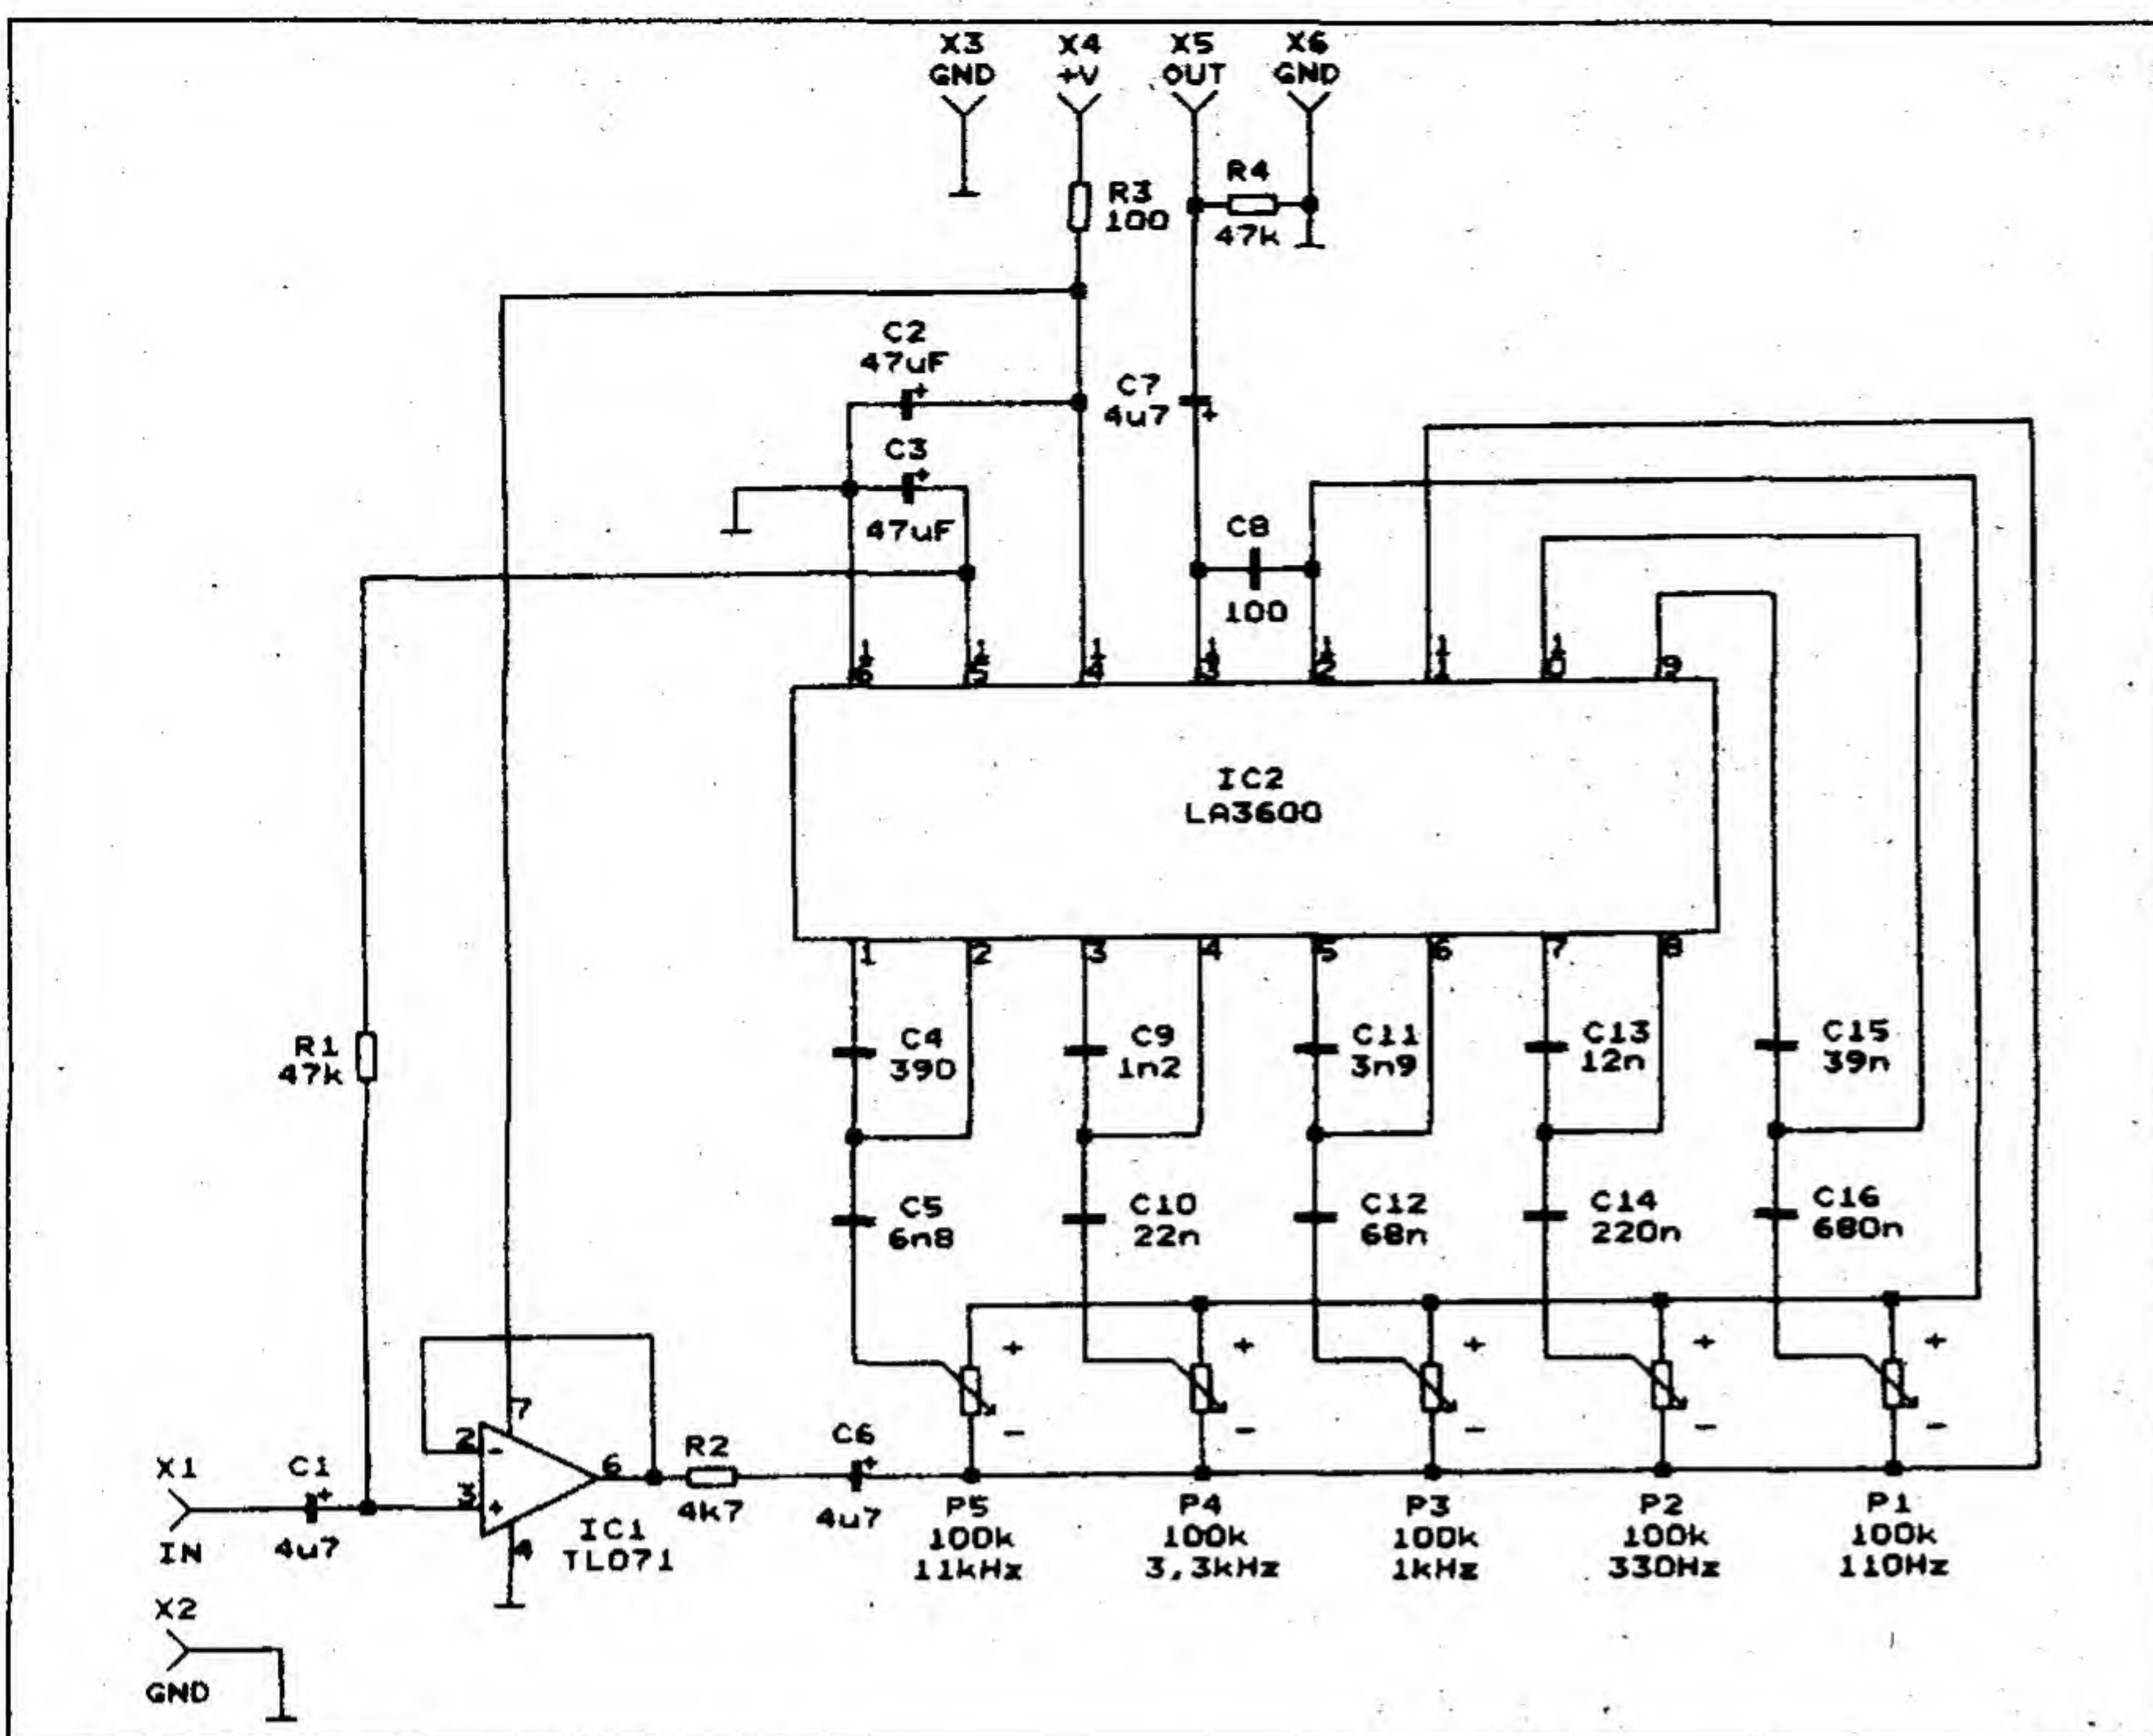 X3 X4 X5 X6
GND +V OUT GND
R3
100
R4
47k
C2
47uF
+
C7
4u7
+
C3
+
47uF
C8
100
16 15 14 13 12 11 10 9
IC2
LA3600
1 2 3 4 5 6 7 8
R1
47k
C4
390
C9
1n2
C11
3n9
C13
12n
C15
39n
C5
6n8
C10
22n
C12
68n
C14
220n
C16
680n
+ + + + +
- - - - -
7
2 -
3 +
6
4
X1
IN
C1
+
4u7
IC1
TL071
R2
4k7
C6
+
4u7
P5
100k
11kHz
P4
100k
3,3kHz
P3
100k
1kHz
P2
100k
330Hz
P1
100k
110Hz
X2
GND